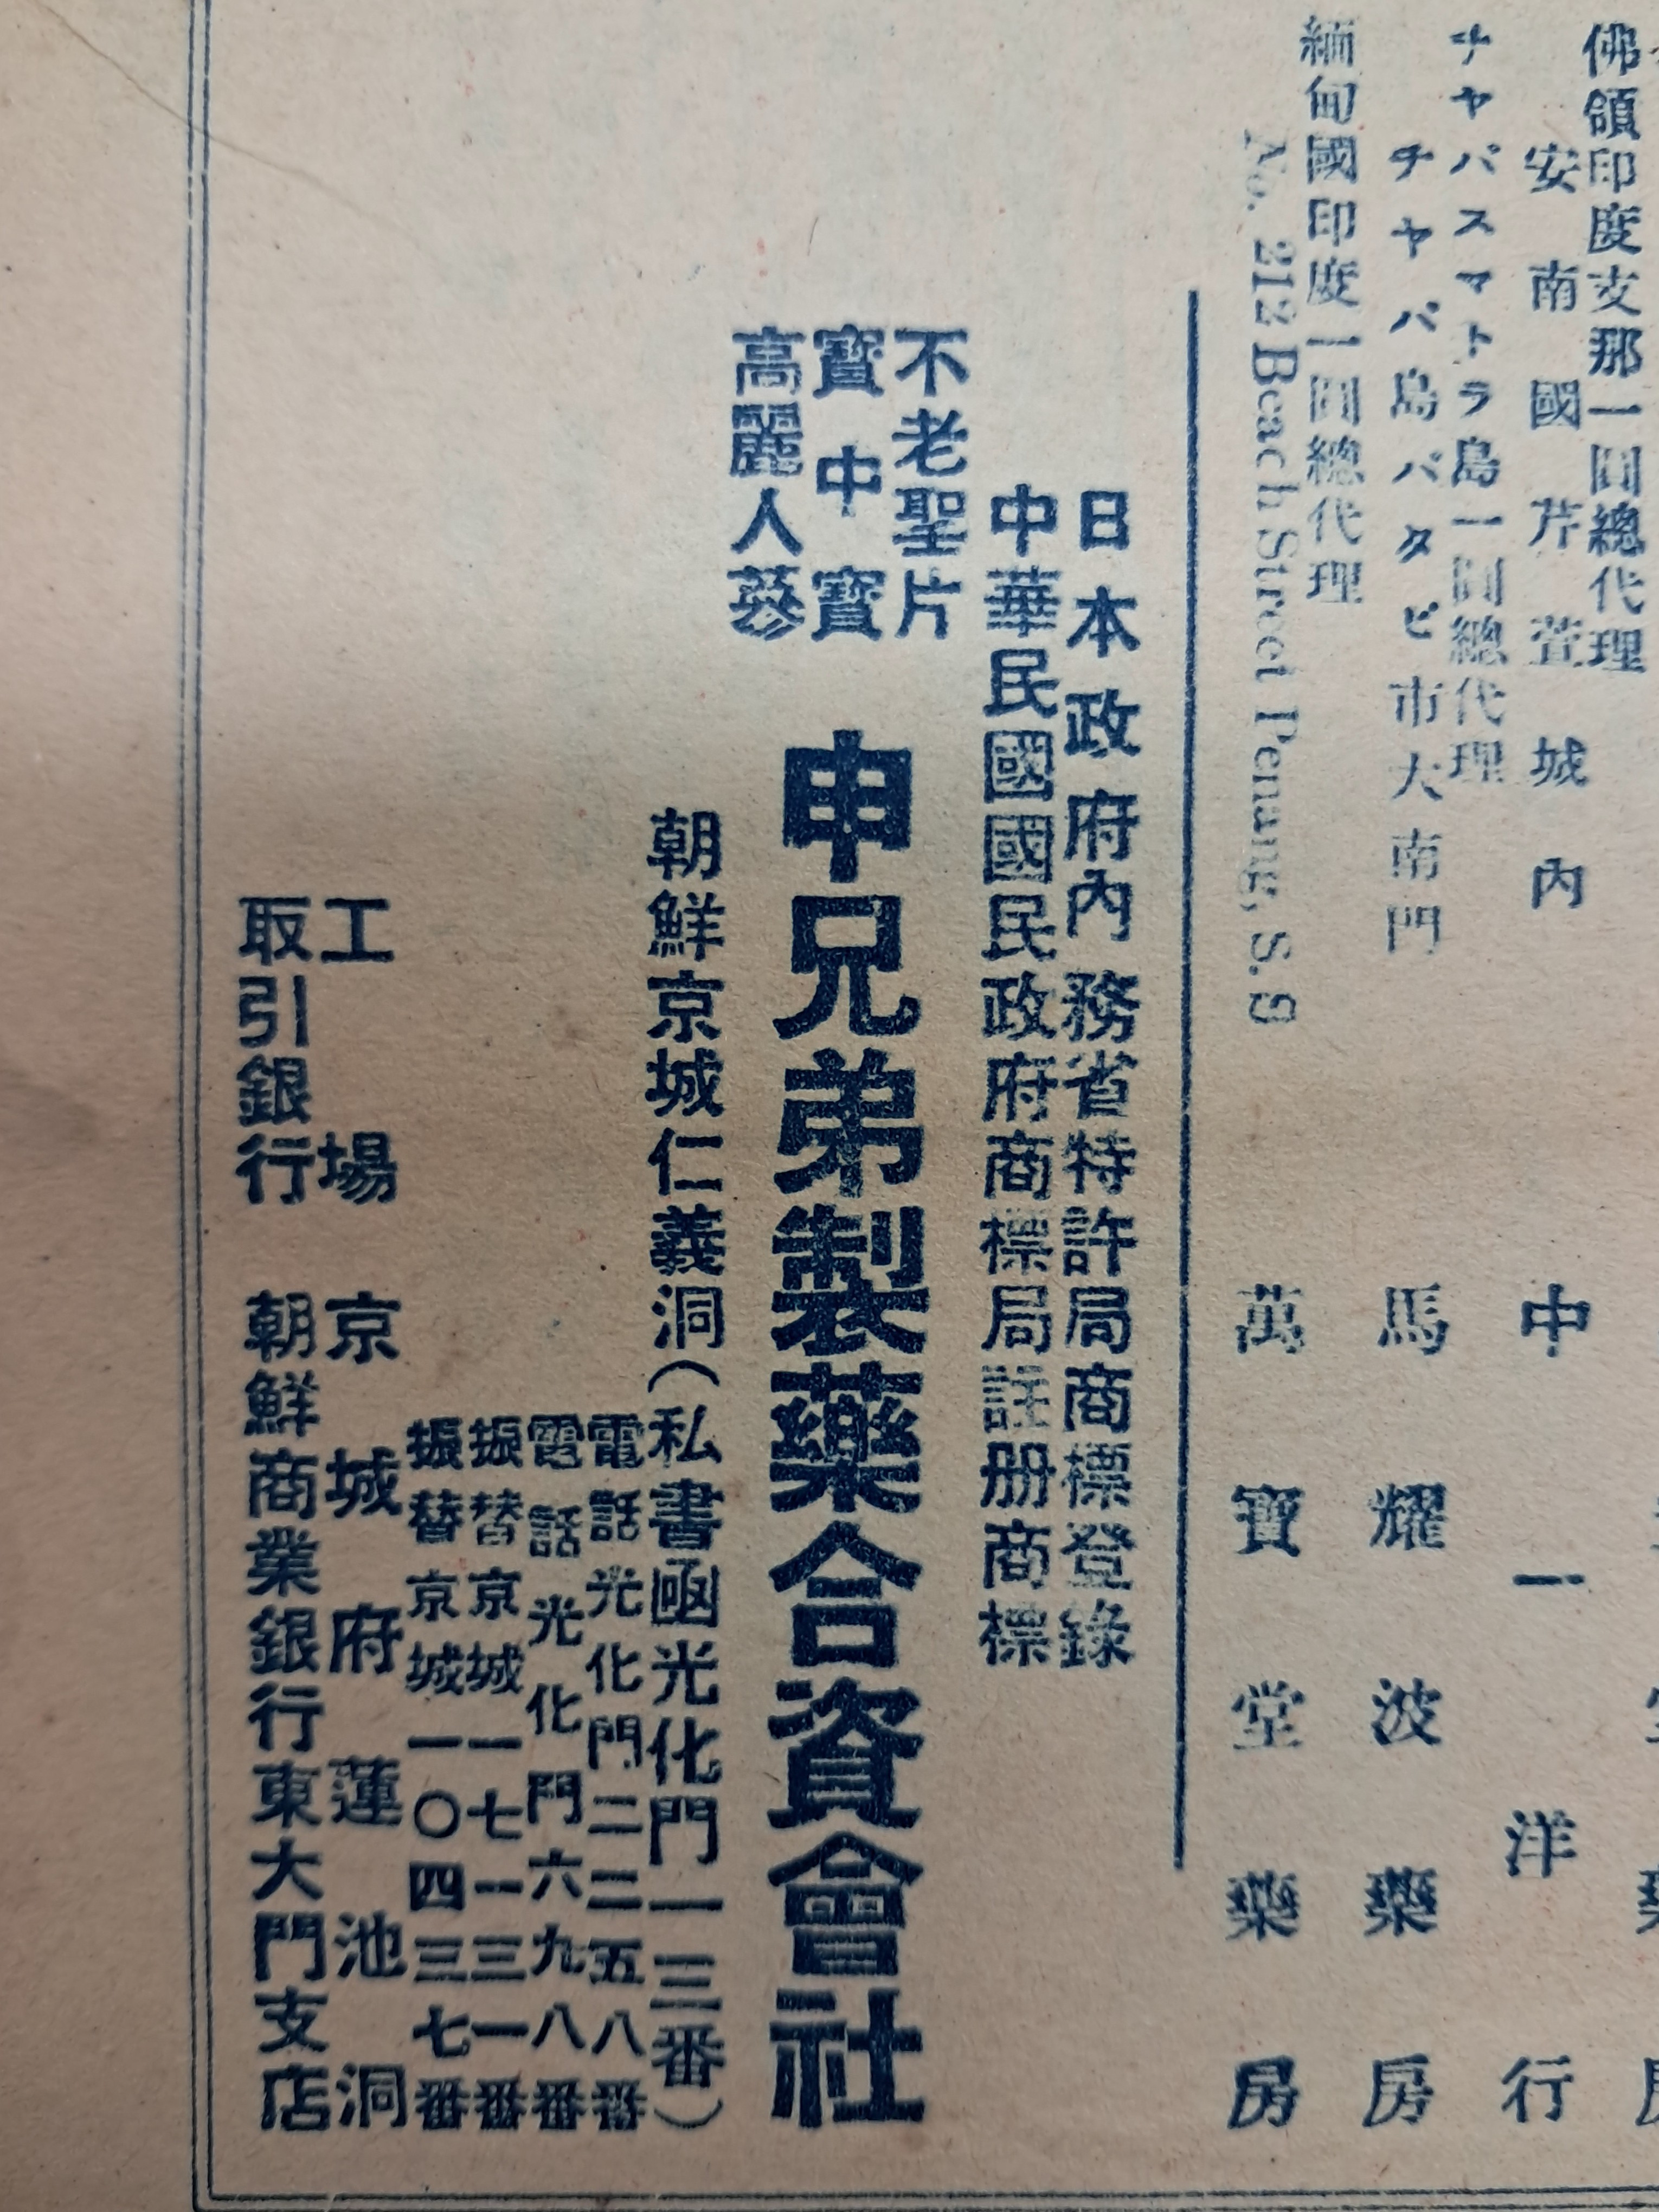 佛領印度支那一圓總代理
安南國芹萓城內
中一洋行
チヤバスマトラ島一圓總代理
チヤバ島バタビ市大南門
馬耀波藥房
緬甸國印度一圓總代理
No. 212 Beach Street Penang, S. S
萬寶堂藥房
日本政府內務省特許局商標登錄
中華民國國民政府商標局註册商標
不老聖片
寶中寶
高麗人蔘
申兄弟製藥合資會社
朝鮮京城仁義洞(私書函光化門一三番)
電話光化門二二五八番
電話光化門六九八番
振替京城一七一三一番
振替京城一〇四三七番
工場 京城府蓮池洞
取引銀行 朝鮮商業銀行東大門支店